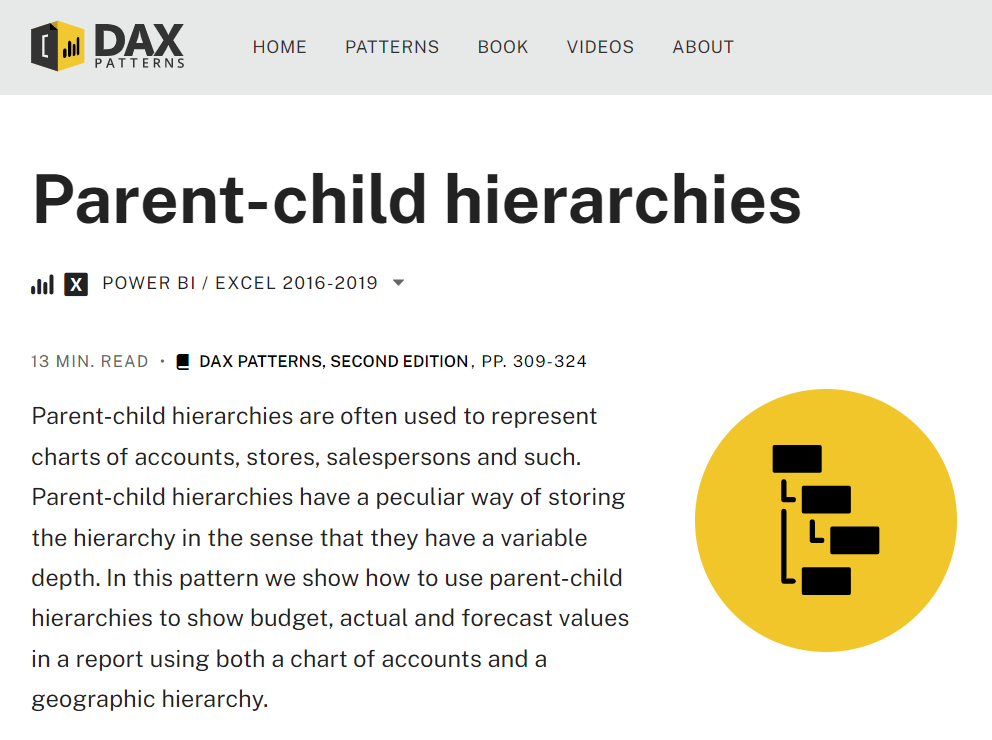 DAX
PATTERNS
HOME PATTERNS BOOK VIDEOS ABOUT
Parent-child hierarchies
X POWER BI / EXCEL 2016-2019
13 MIN. READ • DAX PATTERNS, SECOND EDITION, PP. 309-324
Parent-child hierarchies are often used to represent
charts of accounts, stores, salespersons and such.
Parent-child hierarchies have a peculiar way of storing
the hierarchy in the sense that they have a variable
depth. In this pattern we show how to use parent-child
hierarchies to show budget, actual and forecast values
in a report using both a chart of accounts and a
geographic hierarchy.